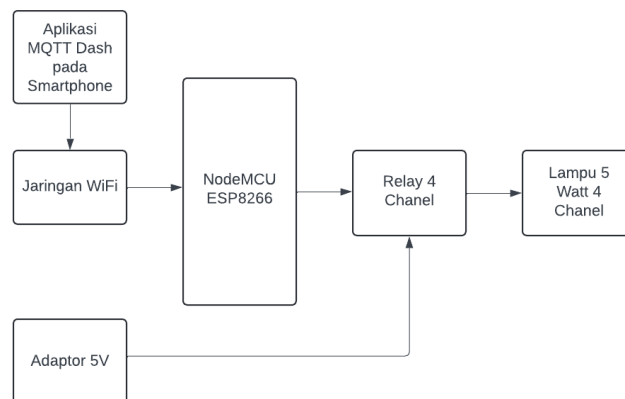 Aplikasi
MQTT Dash
pada
Smartphone
Jaringan WiFi
NodeMCU
ESP8266
Relay 4
Chanel
Lampu 5
Watt 4
Chanel
Adaptor 5V